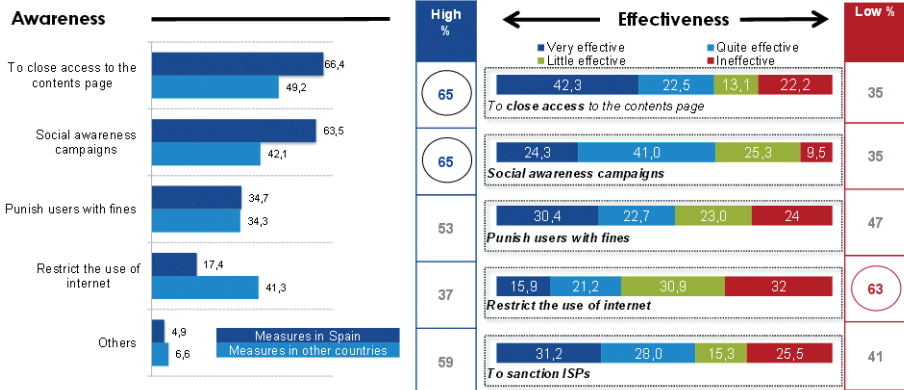 Awareness
To close access to the
contents page
66,4
49,2
Social awareness
campaigns
63,5
42,1
Punish users with fines
34,7
34,3
Restrict the use of
internet
17,4
41,3
Others
4,9
6,6
Measures in Spain
Measures in other countries
High
%
65
65
53
37
59
Effectiveness
Very effective
Quite effective
Little effective
Ineffective
42,3 22,5 13,1 22,2
To close access to the contents page
24,3 41,0 25,3 9,5
Social awareness campaigns
30,4 22,7 23,0 24
Punish users with fines
15,9 21,2 30,9 32
Restrict the use of internet
31,2 28,0 15,3 25,5
To sanction ISPs
Low %
35
35
47
63
41